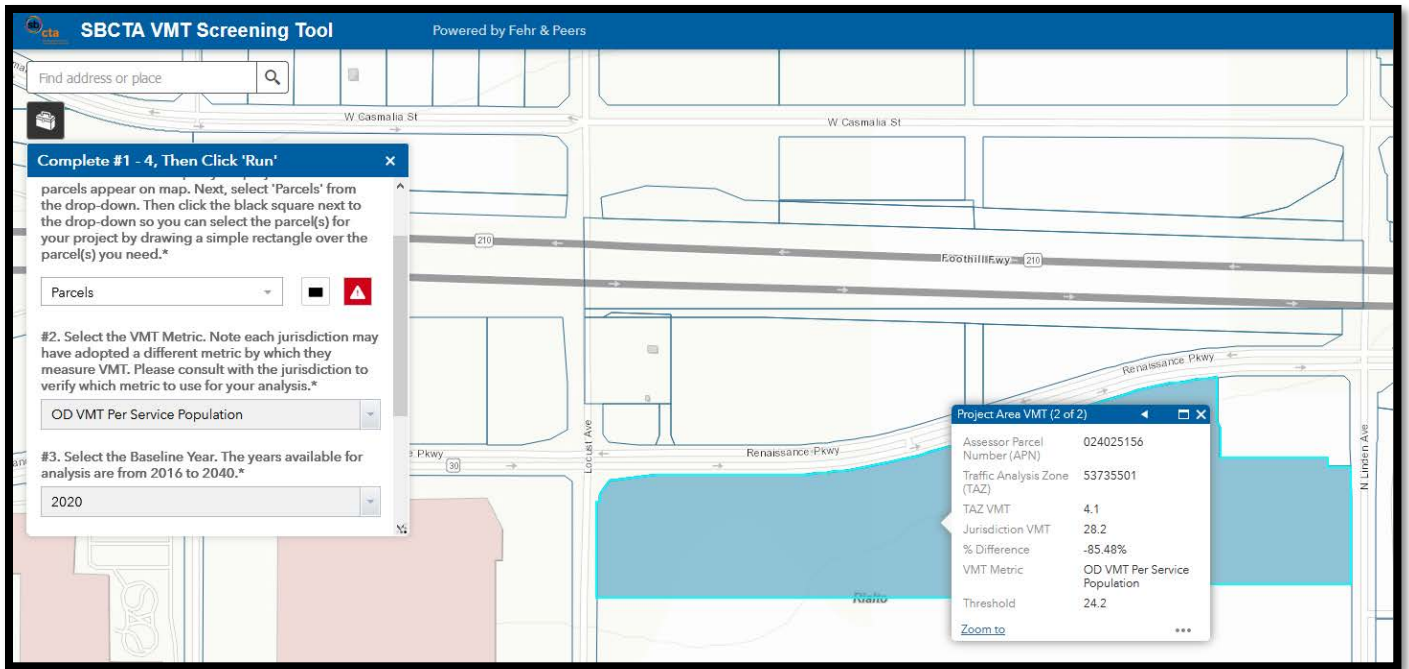 sb
cta
SBCTA VMT Screening Tool
Powered by Fehr & Peers
Find address or place
W Casmalia St
W Casmalia St
Complete #1 - 4, Then Click 'Run'
parcels appear on map. Next, select 'Parcels' from
the drop-down. Then click the black square next to
the drop-down so you can select the parcel(s) for
your project by drawing a simple rectangle over the
parcel(s) you need.*
Parcels
#2. Select the VMT Metric. Note each jurisdiction may
have adopted a different metric by which they
measure VMT. Please consult with the jurisdiction to
verify which metric to use for your analysis.*
OD VMT Per Service Population
#3. Select the Baseline Year. The years available for
analysis are from 2016 to 2040.*
2020
210
Foothill Fwy
210
Renaissance Pkwy
Locust Ave
e Pkwy
30
Renaissance Pkwy
N Linden Ave
Rialto
Project Area VMT (2 of 2)
Assessor Parcel Number (APN) 024025156
Traffic Analysis Zone (TAZ) 53735501
TAZ VMT 4.1
Jurisdiction VMT 28.2
% Difference -85.48%
VMT Metric OD VMT Per Service Population
Threshold 24.2
Zoom to